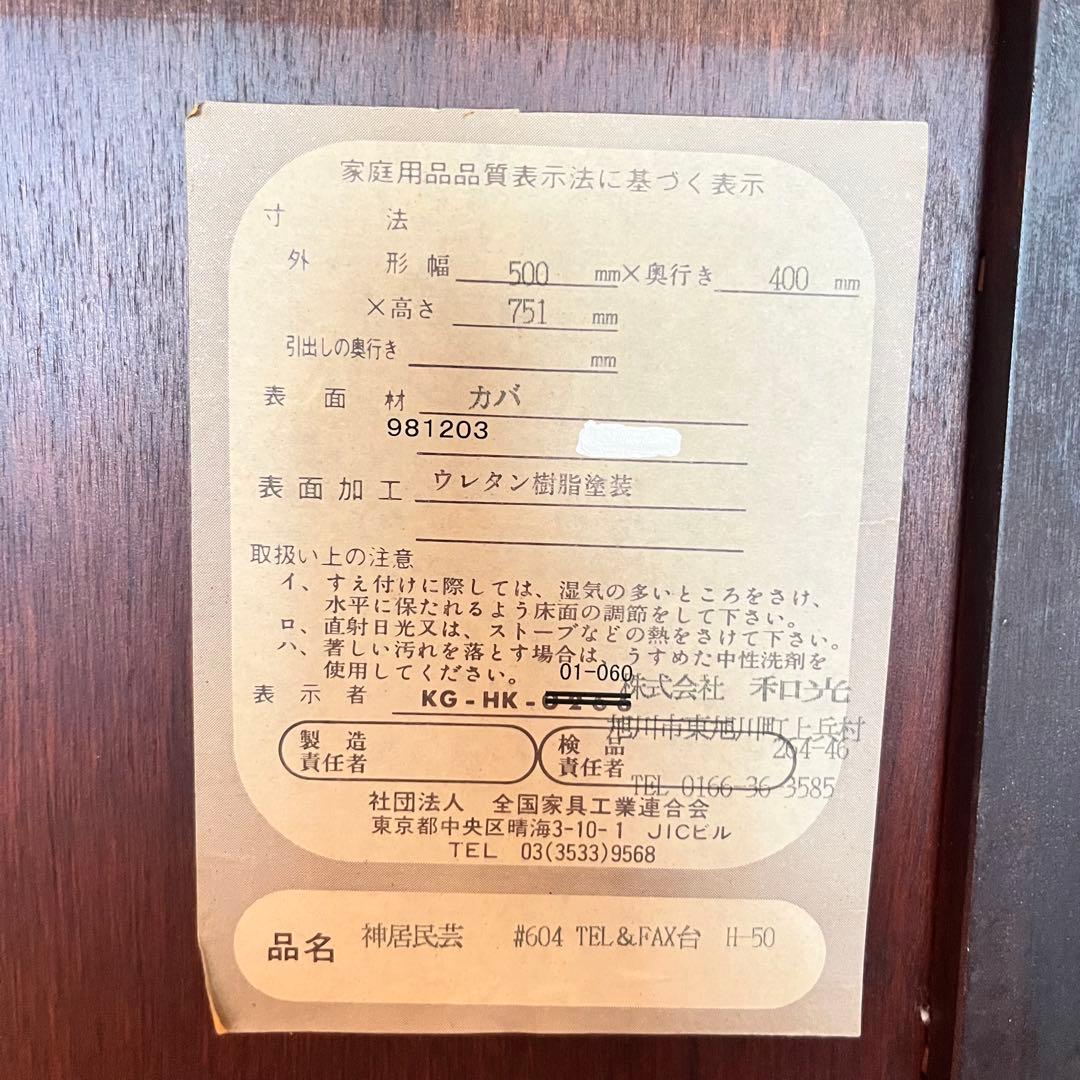 家庭用品品質表示法に基づく表示
寸法
外形 幅 500 mm×奥行き 400 mm
×高さ 751 mm
引出しの奥行き mm
表面材 カバ
981203
表面加工 ウレタン樹脂塗装
取扱い上の注意
イ、すえ付けに際しては、湿気の多いところをさけ、
水平に保たれるよう床面の調節をして下さい。
ロ、直射日光又は、ストーブなどの熱をさけて下さい。
ハ、著しい汚れを落とす場合は、うすめた中性洗剤を
使用してください。
01-060
表示者 KG-HK-0266 株式会社 和光
旭川市東旭川町上兵村
264-46
製造責任者 検品責任者
TEL 0166-36-3585
社団法人 全国家具工業連合会
東京都中央区晴海3-10-1 JICビル
TEL 03(3533)9568
品名 神居民芸 #604 TEL&FAX台 H-50